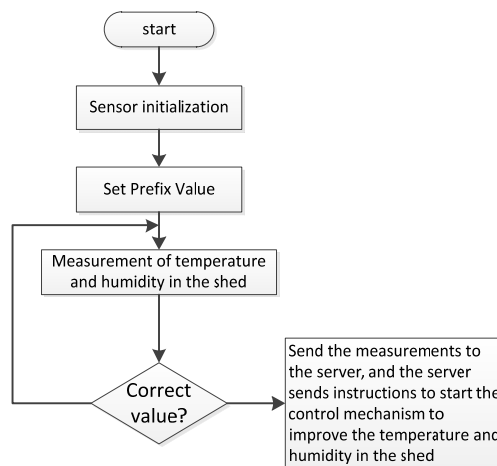 start
Sensor initialization
Set Prefix Value
Measurement of temperature
and humidity in the shed
Correct
value?
Send the measurements to
the server, and the server
sends instructions to start the
control mechanism to
improve the temperature and
humidity in the shed